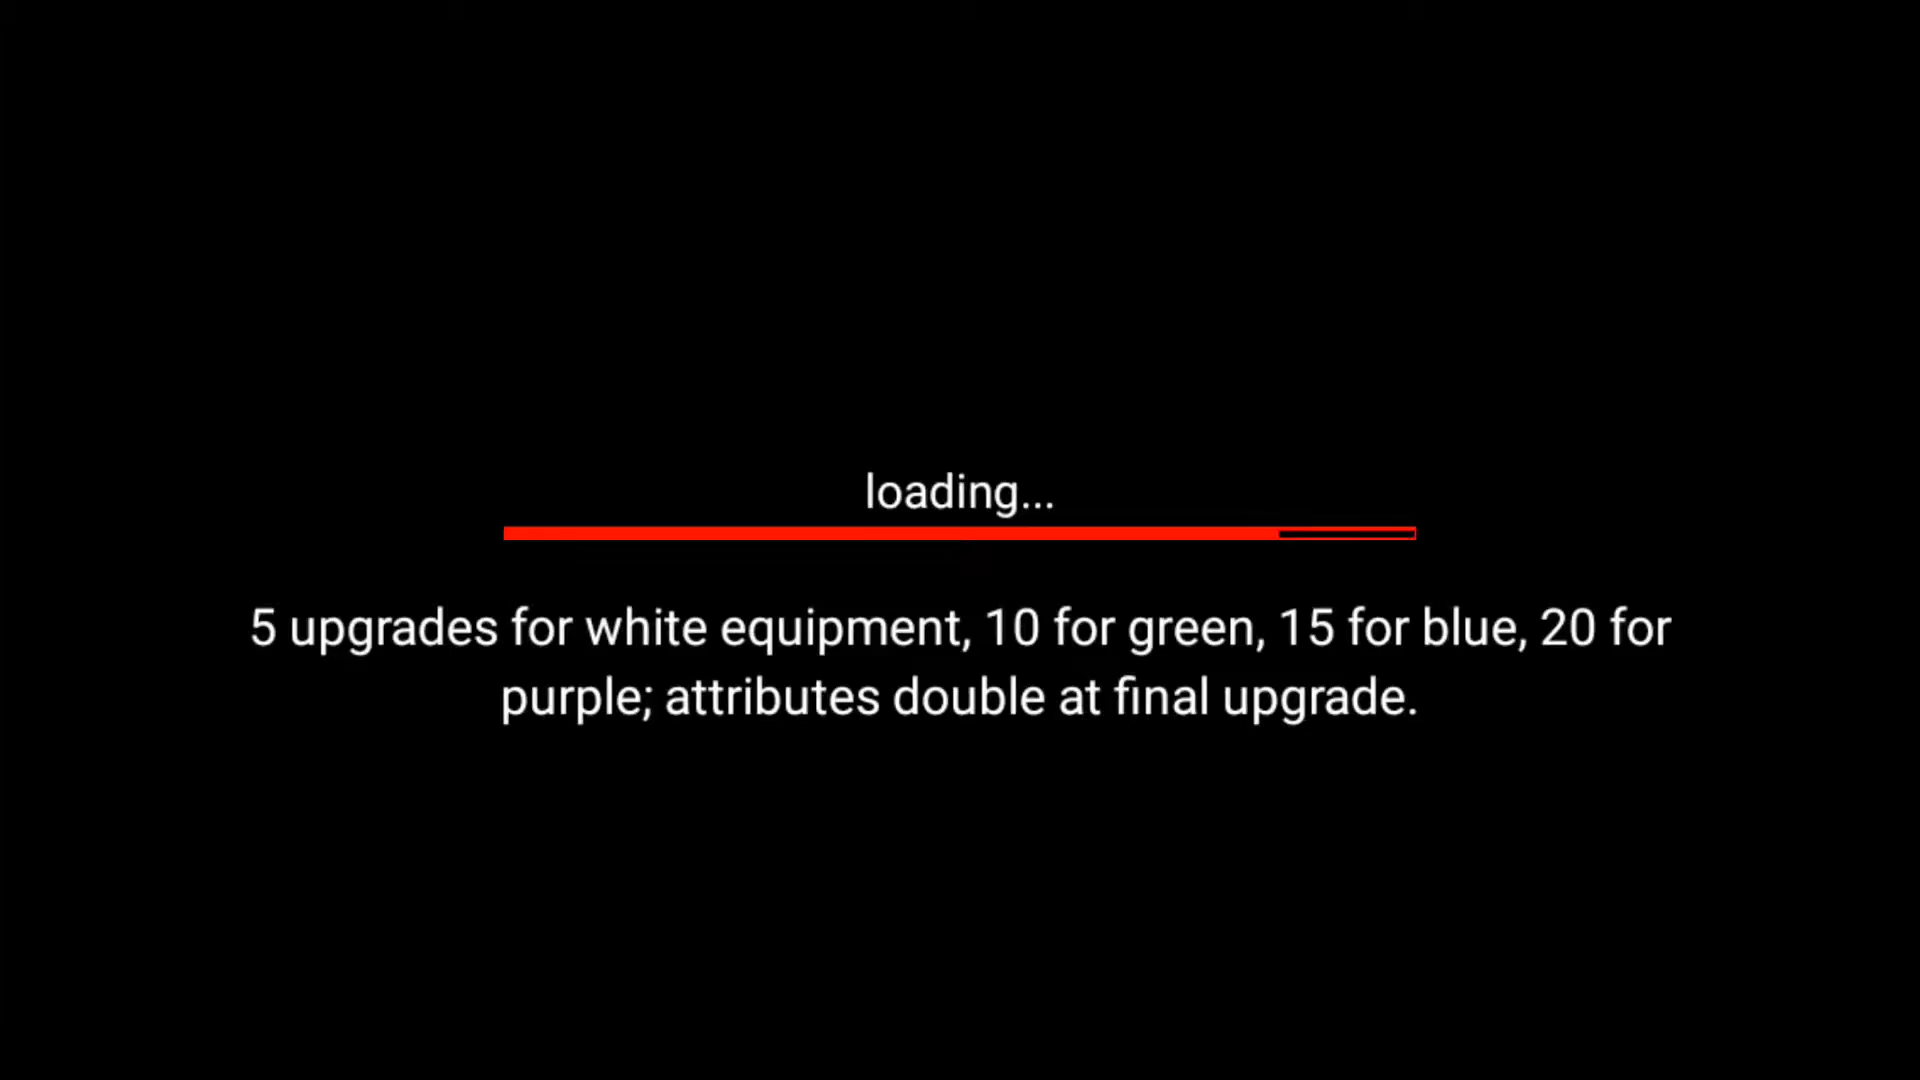 loading...
5 upgrades for white equipment, 10 for green, 15 for blue, 20 for
purple; attributes double at final upgrade.